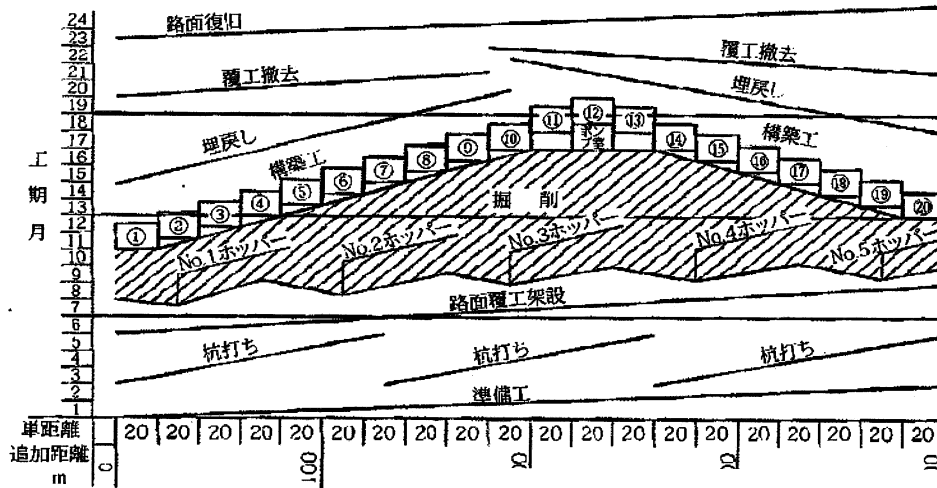 24
23
22
21
20
19
18
17
16
15
14
13
12
11
10
9
8
7
6
5
4
3
2
1
工期月
路面復旧
覆工撤去
覆工撤去
埋戻し
埋戻し
構築工
構築工
① ② ③ ④ ⑤ ⑥ ⑦ ⑧ ⑨ ⑩ ⑪ ⑫ ⑬ ⑭ ⑮ ⑯ ⑰ ⑱ ⑲ ⑳
ポンプ室
掘削
No.1ホッパー
No.2ホッパー
No.3ホッパー
No.4ホッパー
No.5ホッパー
路面覆工架設
杭打ち
杭打ち
杭打ち
準備工
単距離 20 20 20 20 20 20 20 20 20 20 20 20 20 20 20 20 20 20 20 20
追加距離 0 100
m